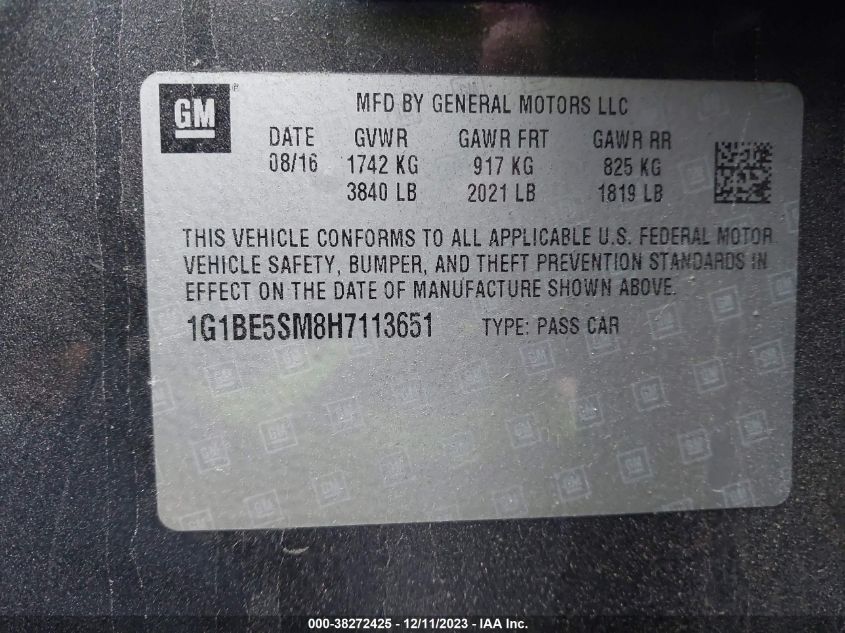 GM
MFD BY GENERAL MOTORS LLC
DATE GVWR GAWR FRT GAWR RR
08/16 1742 KG 917 KG 825 KG
3840 LB 2021 LB 1819 LB
THIS VEHICLE CONFORMS TO ALL APPLICABLE U.S. FEDERAL MOTOR
VEHICLE SAFETY, BUMPER, AND THEFT PREVENTION STANDARDS IN
EFFECT ON THE DATE OF MANUFACTURE SHOWN ABOVE.
1G1BE5SM8H7113651 TYPE: PASS CAR
000-38272425 - 12/11/2023 - IAA Inc.